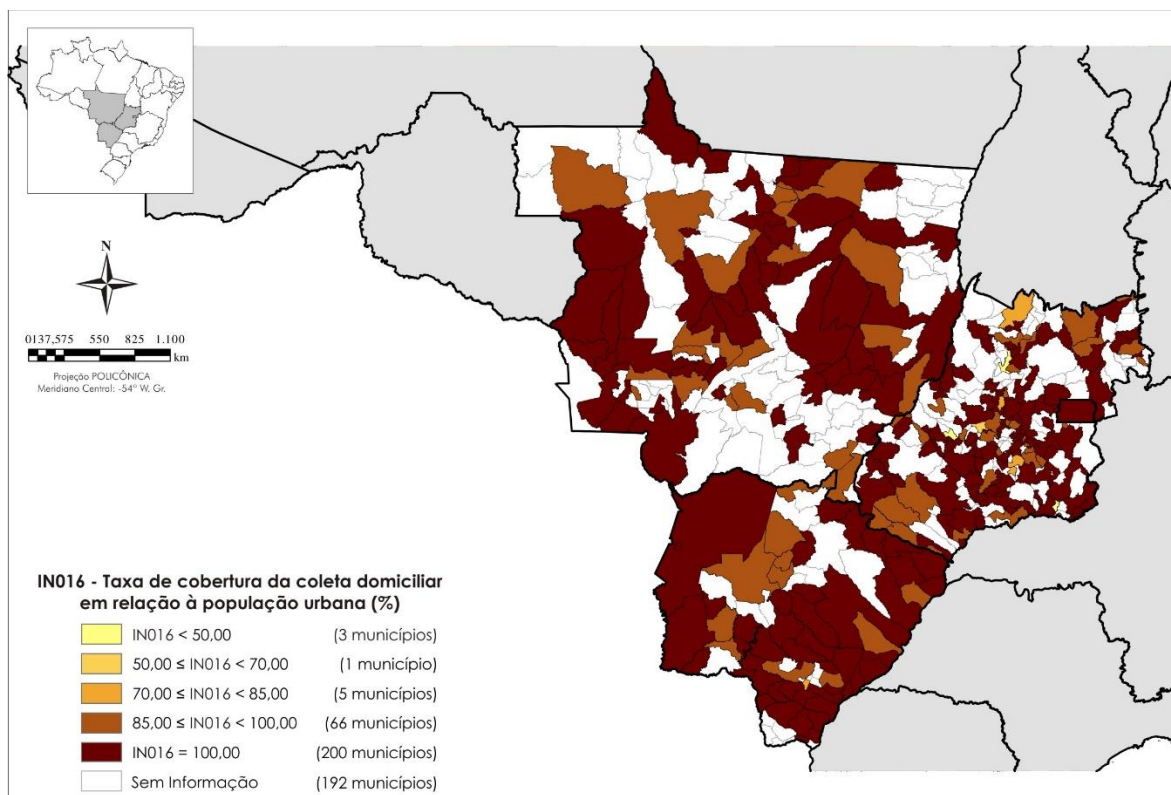 N
0137,575 550 825 1.100
km
Projeção POLICÔNICA
Meridiano Central: -54° W. Gr.
IN016 - Taxa de cobertura da coleta domiciliar
em relação à população urbana (%)
IN016 < 50,00 (3 municípios)
50,00 ≤ IN016 < 70,00 (1 município)
70,00 ≤ IN016 < 85,00 (5 municípios)
85,00 ≤ IN016 < 100,00 (66 municípios)
IN016 = 100,00 (200 municípios)
Sem Informação (192 municípios)